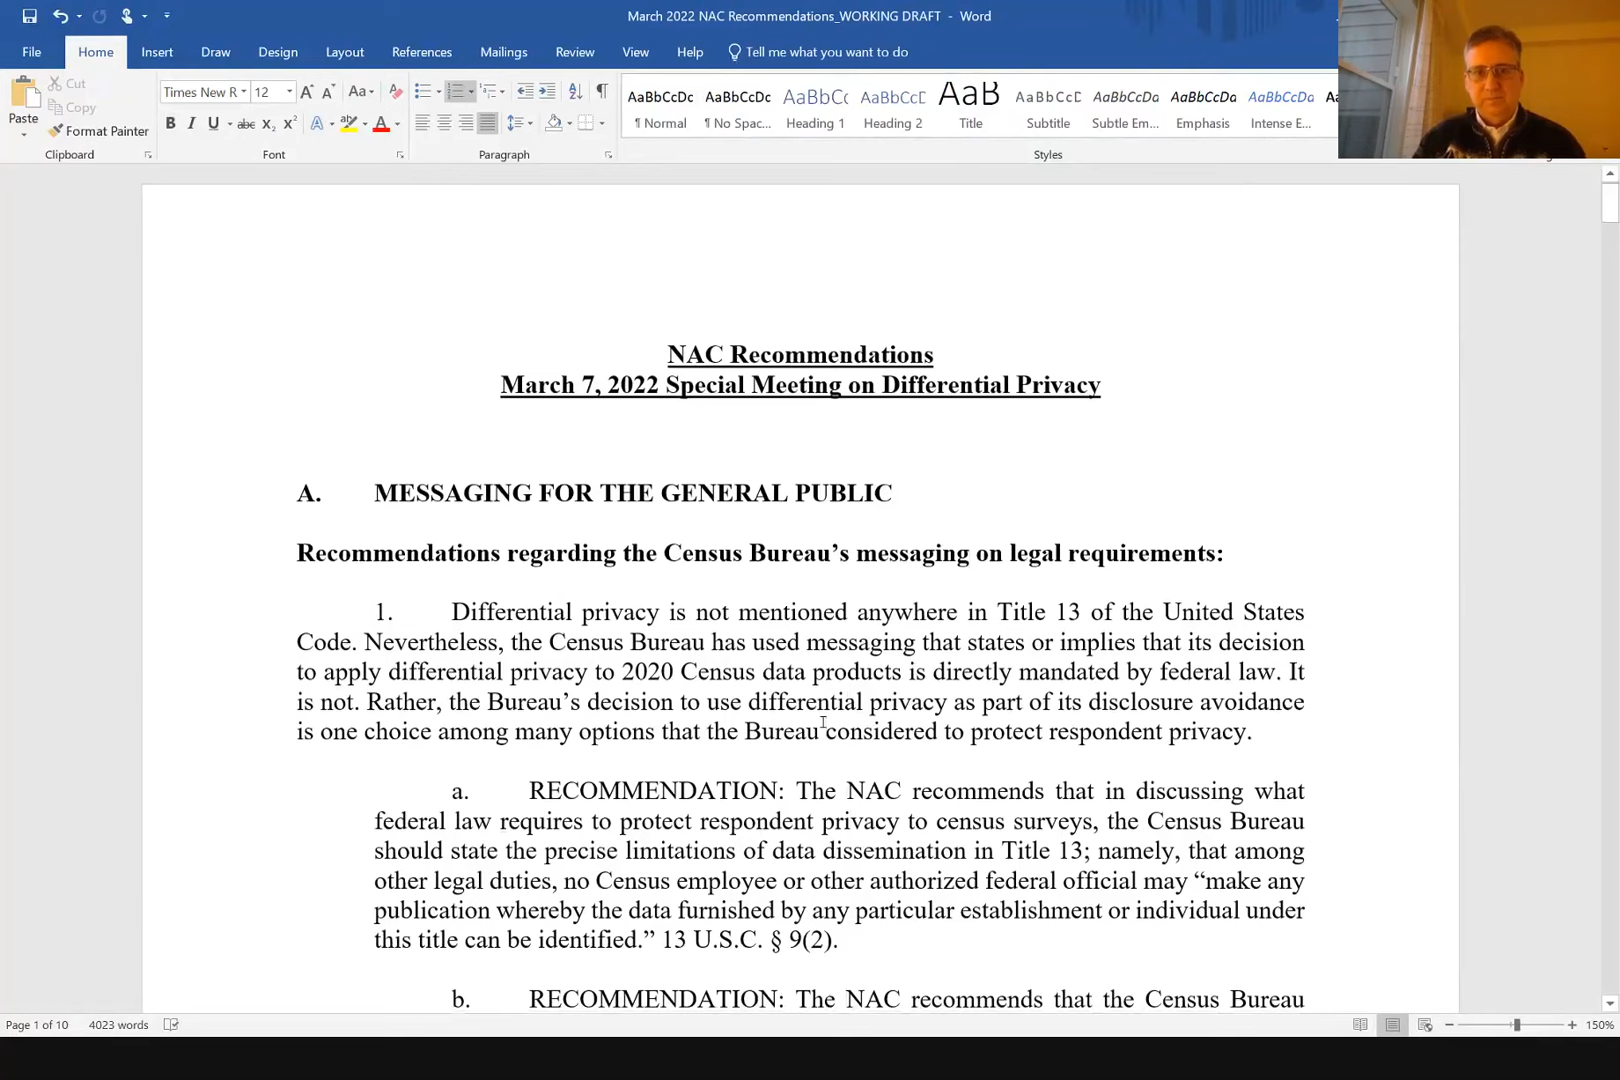 March 2022 NAC Recommendations_WORKING DRAFT - Word
File Home Insert Draw Design Layout References Mailings Review View Help Tell me what you want to do
Paste
Cut
Copy
Format Painter
Clipboard
Times New R 12
Font
Paragraph
AaBbCcDc AaBbCcDc AaBbCc AaBbCcD AaB AaBbCcD AaBbCcDa AaBbCcDa AaBbCcDa
¶ Normal ¶ No Spac... Heading 1 Heading 2 Title Subtitle Subtle Em... Emphasis Intense E...
Styles
NAC Recommendations
March 7, 2022 Special Meeting on Differential Privacy
A. MESSAGING FOR THE GENERAL PUBLIC
Recommendations regarding the Census Bureau’s messaging on legal requirements:
1. Differential privacy is not mentioned anywhere in Title 13 of the United States
Code. Nevertheless, the Census Bureau has used messaging that states or implies that its decision
to apply differential privacy to 2020 Census data products is directly mandated by federal law. It
is not. Rather, the Bureau’s decision to use differential privacy as part of its disclosure avoidance
is one choice among many options that the Bureau considered to protect respondent privacy.
a. RECOMMENDATION: The NAC recommends that in discussing what
federal law requires to protect respondent privacy to census surveys, the Census Bureau
should state the precise limitations of data dissemination in Title 13; namely, that among
other legal duties, no Census employee or other authorized federal official may “make any
publication whereby the data furnished by any particular establishment or individual under
this title can be identified.” 13 U.S.C. § 9(2).
b. RECOMMENDATION: The NAC recommends that the Census Bureau
Page 1 of 10 4023 words 150%